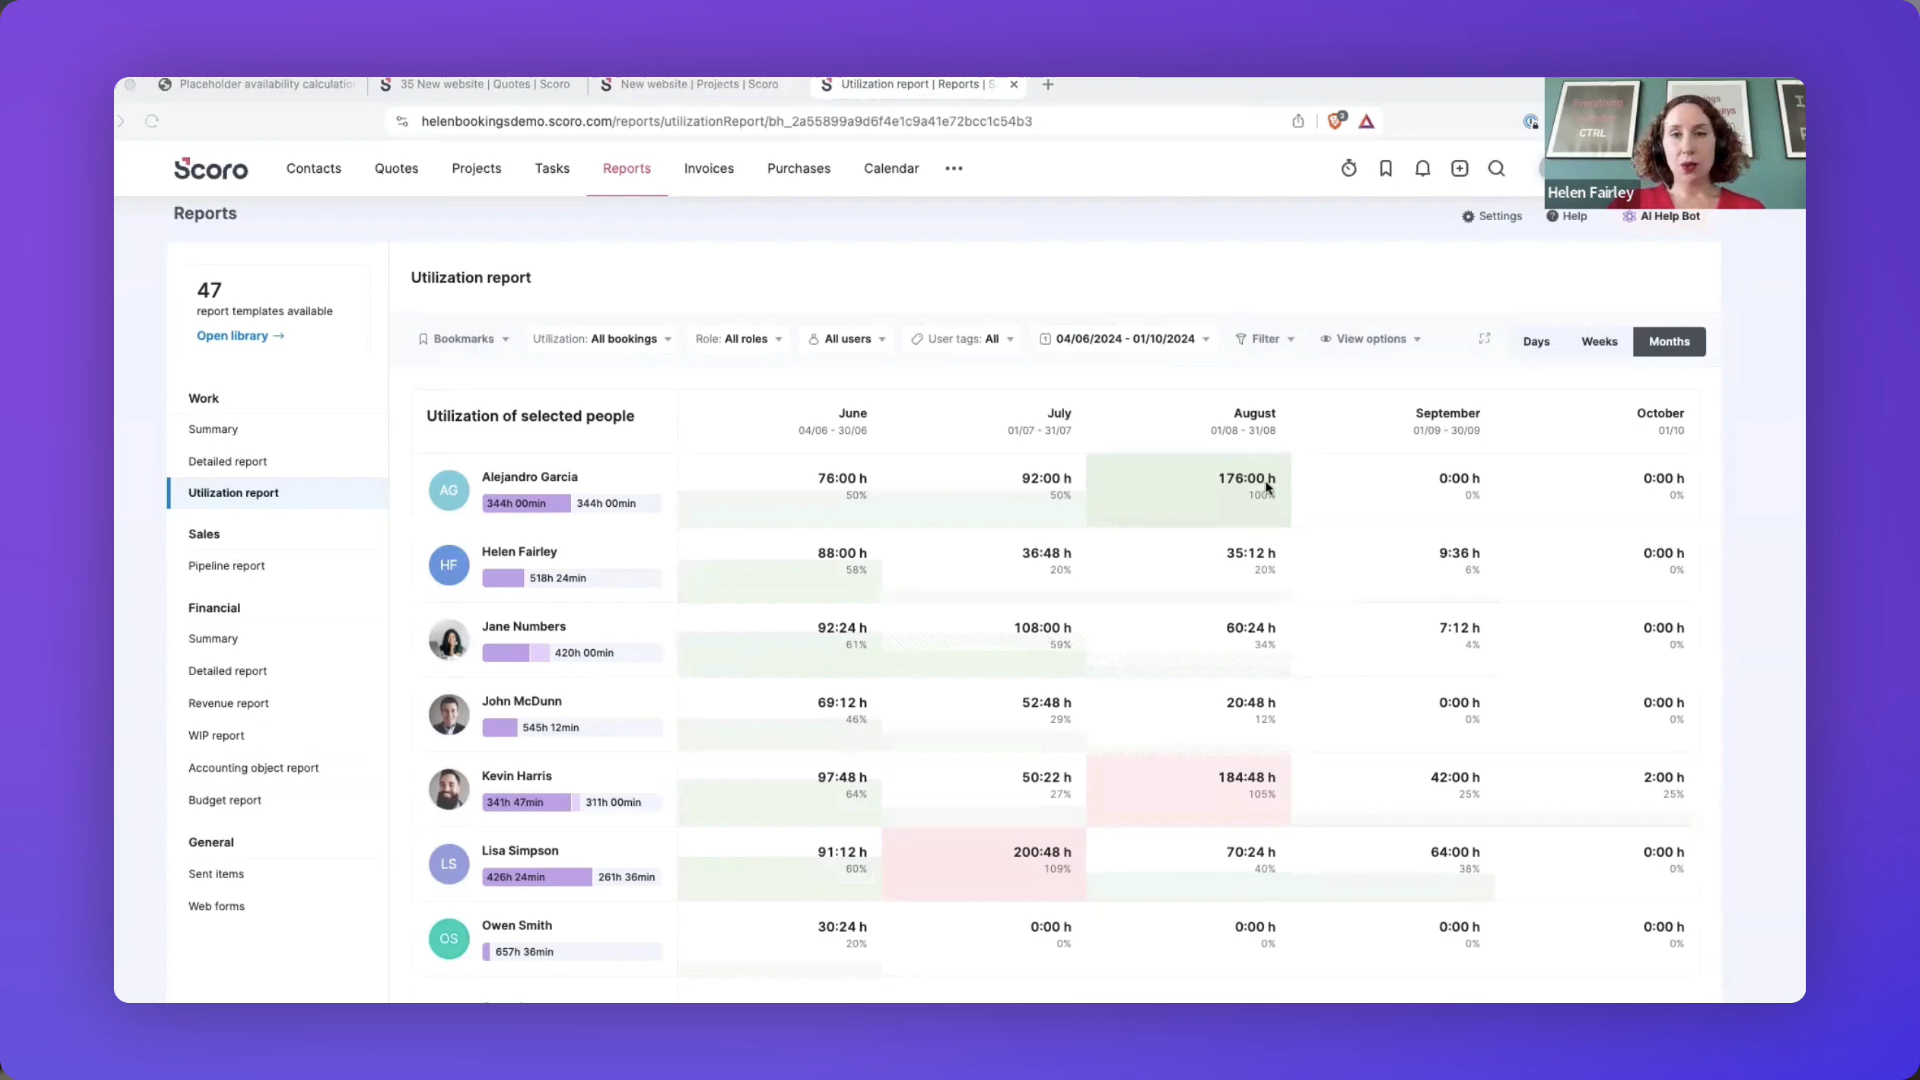 Placeholder availability calculatio
35 New website | Quotes | Scoro
New website | Projects | Scoro
Utilization report | Reports | S
helenbookingsdemo.scoro.com/reports/utilizationReport/bh_2a55899a9d6f4e1c9a41e72bcc1c54b3
Everything
CTRL
Helen Fairley
Scoro
Contacts
Quotes
Projects
Tasks
Reports
Invoices
Purchases
Calendar
Reports
Settings
Help
AI Help Bot
47
report templates available
Open library →
Work
Summary
Detailed report
Utilization report
Sales
Pipeline report
Financial
Summary
Detailed report
Revenue report
WIP report
Accounting object report
Budget report
General
Sent items
Web forms
Utilization report
Bookmarks
Utilization: All bookings
Role: All roles
All users
User tags: All
04/06/2024 - 01/10/2024
Filter
View options
Days
Weeks
Months
Utilization of selected people
June
July
August
September
October
04/06 - 30/06
01/07 - 31/07
01/08 - 31/08
01/09 - 30/09
01/10
AG
Alejandro Garcia
344h 00min
344h 00min
76:00 h
50%
92:00 h
50%
176:00 h
100%
0:00 h
0%
0:00 h
0%
HF
Helen Fairley
518h 24min
88:00 h
58%
36:48 h
20%
35:12 h
20%
9:36 h
6%
0:00 h
0%
Jane Numbers
420h 00min
92:24 h
61%
108:00 h
59%
60:24 h
34%
7:12 h
4%
0:00 h
0%
John McDunn
545h 12min
69:12 h
46%
52:48 h
29%
20:48 h
12%
0:00 h
0%
0:00 h
0%
Kevin Harris
341h 47min
311h 00min
97:48 h
64%
50:22 h
27%
184:48 h
105%
42:00 h
25%
2:00 h
25%
LS
Lisa Simpson
426h 24min
261h 36min
91:12 h
60%
200:48 h
109%
70:24 h
40%
64:00 h
38%
0:00 h
0%
OS
Owen Smith
657h 36min
30:24 h
20%
0:00 h
0%
0:00 h
0%
0:00 h
0%
0:00 h
0%